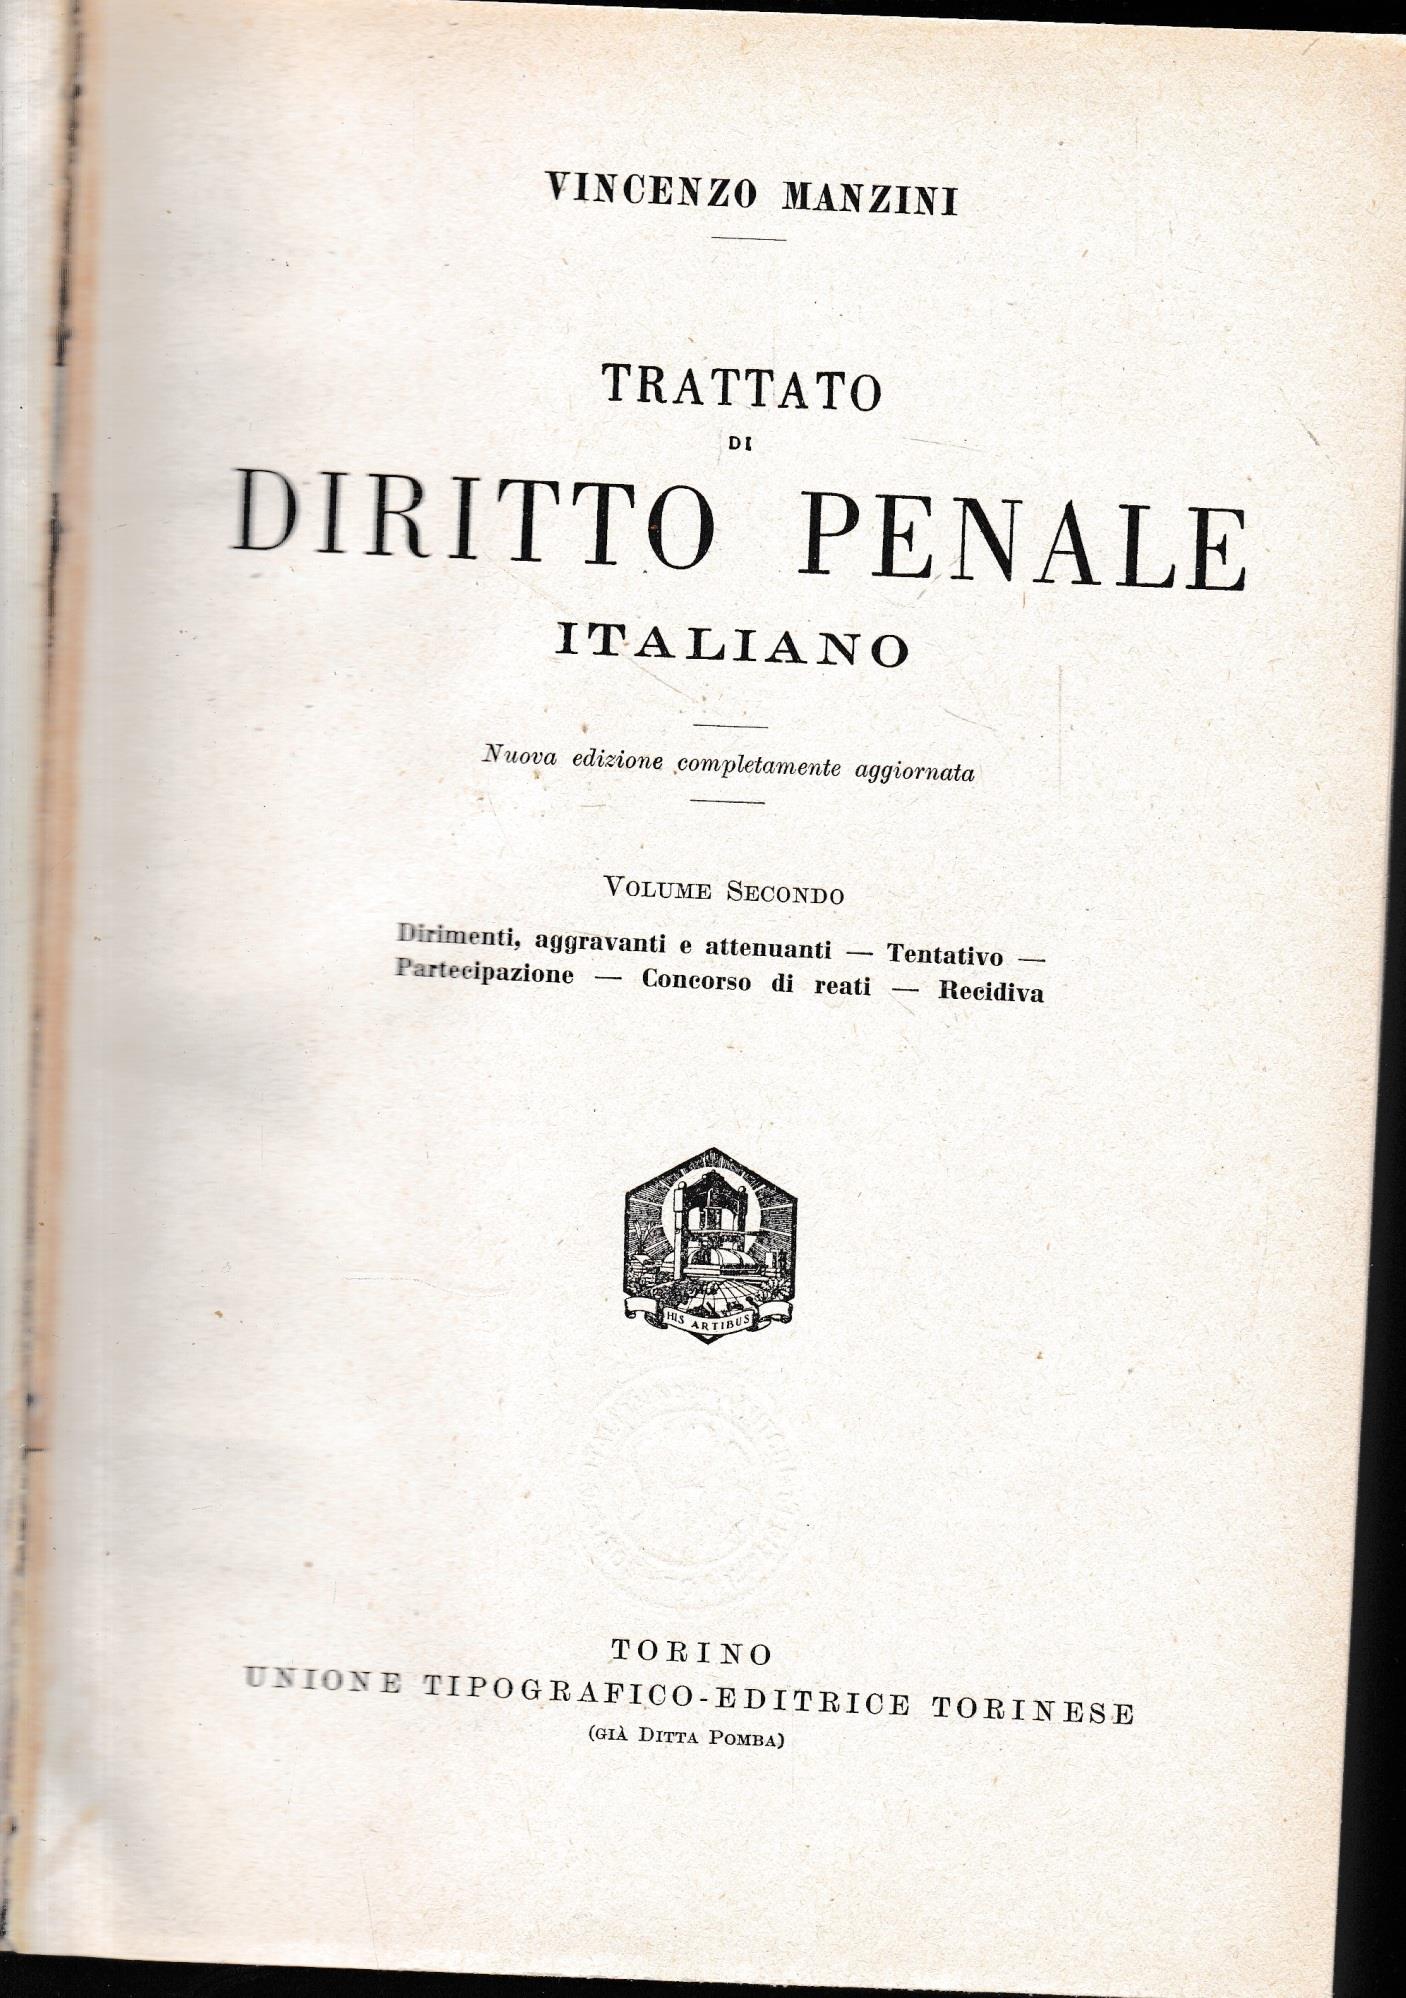 VINCENZO MANZINI
TRATTATO
DI
DIRITTO PENALE
ITALIANO
Nuova edizione completamente aggiornata
VOLUME SECONDO
Dirimenti, aggravanti e attenuanti — Tentativo —
Partecipazione — Concorso di reati — Recidiva
HIS ARTIBUS
TORINO
UNIONE TIPOGRAFICO-EDITRICE TORINESE
(GIÀ DITTA POMBA)